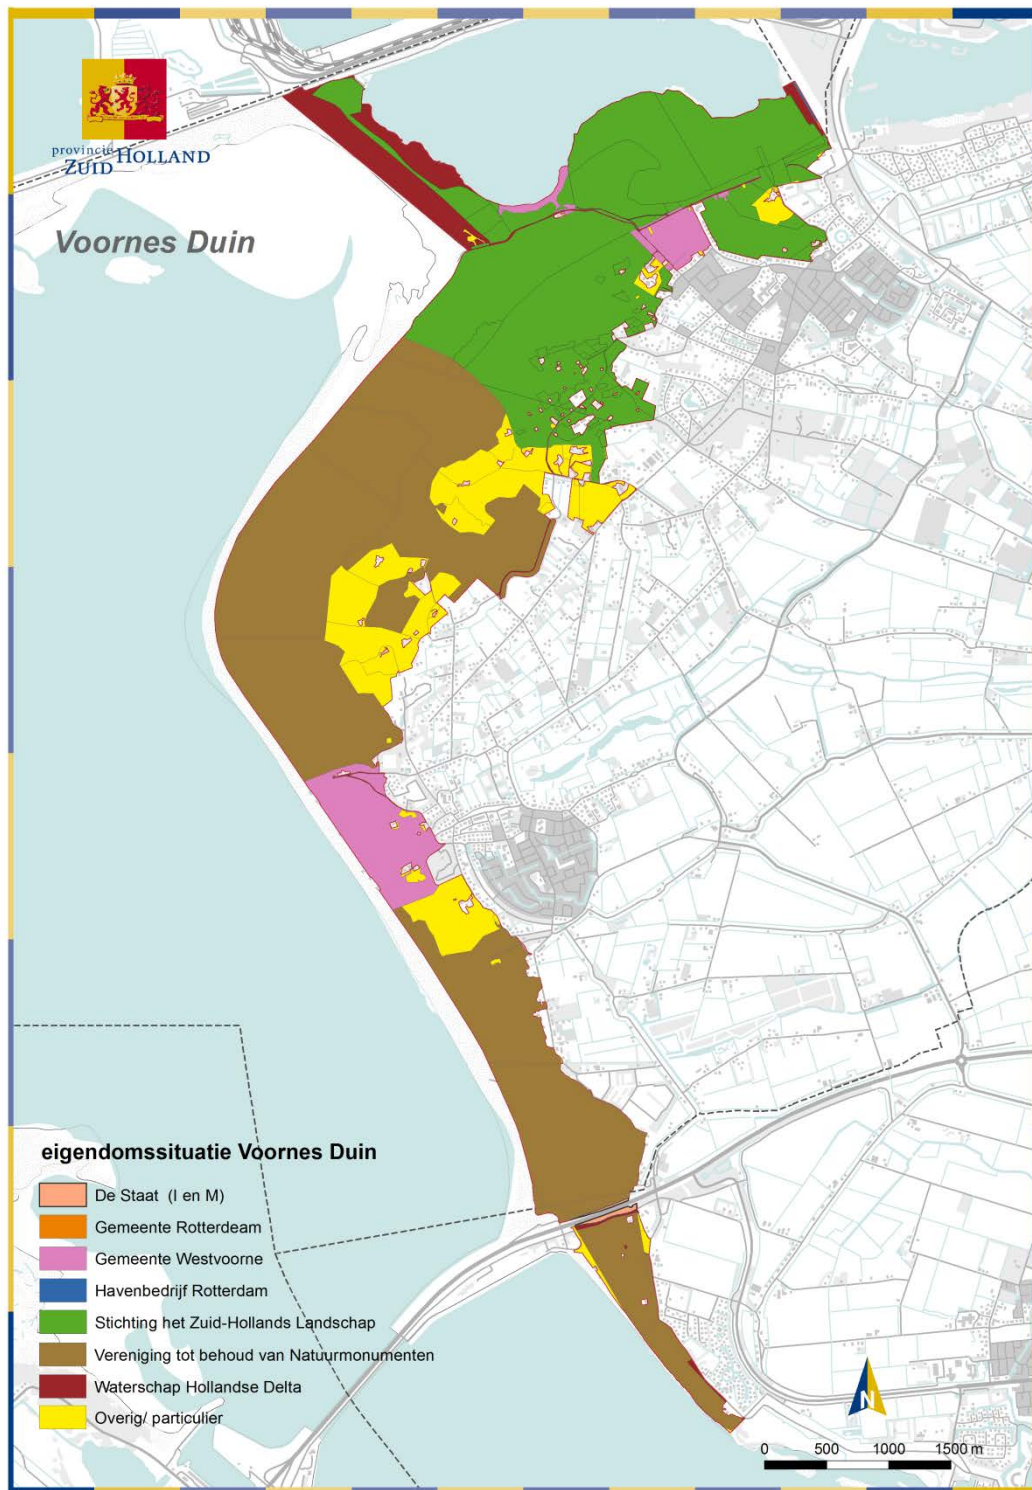 provincie
ZUID HOLLAND
Voornes Duin
eigendomssituatie Voornes Duin
De Staat (I en M)
Gemeente Rotterdeam
Gemeente Westvoorne
Havenbedrijf Rotterdam
Stichting het Zuid-Hollands Landschap
Vereniging tot behoud van Natuurmonumenten
Waterschap Hollandse Delta
Overig/ particulier
N
0 500 1000 1500 m